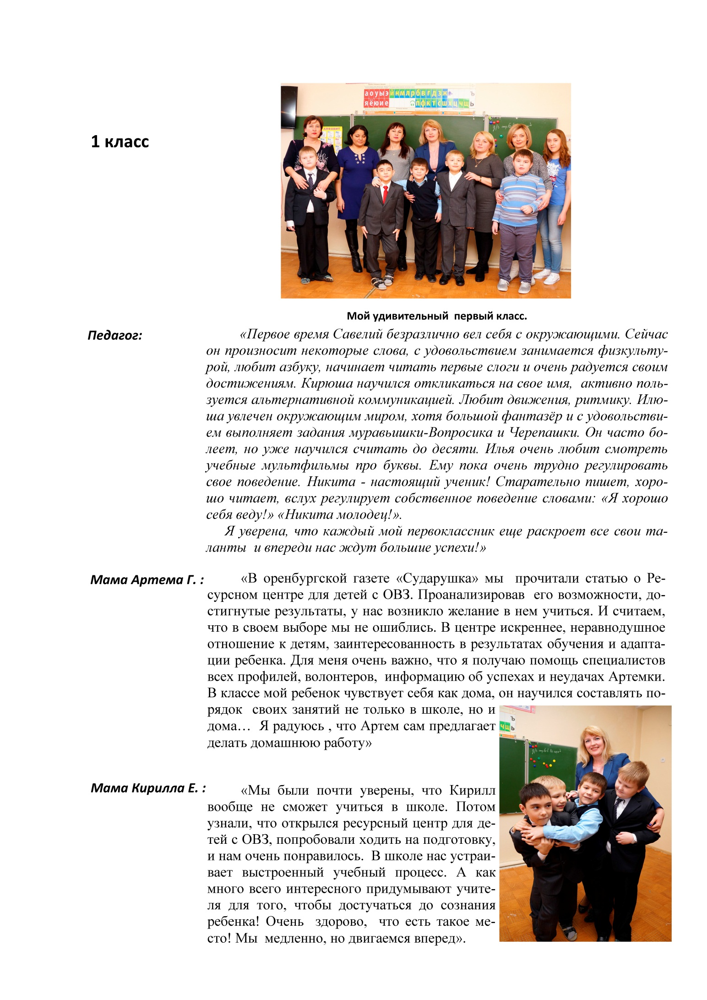 а о у ы э й н м л р б в г д з ж ъ
я ё ю и е п ф к т с ш х ц ч щ ь
АЛФАВИТ
1 класс
Мой удивительный первый класс.
Педагог:
«Первое время Савелий безразлично вел себя с окружающими. Сейчас
он произносит некоторые слова, с удовольствием занимается физкульту-
рой, любит азбуку, начинает читать первые слоги и очень радуется своим
достижениям. Кирюша научился откликаться на свое имя, активно поль-
зуется альтернативной коммуникацией. Любит движения, ритмику. Илю-
ша увлечен окружающим миром, хотя большой фантазёр и с удовольстви-
ем выполняет задания муравьишки-Вопросика и Черепашки. Он часто бо-
леет, но уже научился считать до десяти. Илья очень любит смотреть
учебные мультфильмы про буквы. Ему пока очень трудно регулировать
свое поведение. Никита - настоящий ученик! Старательно пишет, хоро-
шо читает, вслух регулирует собственное поведение словами: «Я хорошо
себя веду!» «Никита молодец!».
Я уверена, что каждый мой первоклассник еще раскроет все свои та-
ланты и впереди нас ждут большие успехи!»
Мама Артема Г. :
«В оренбургской газете «Сударушка» мы прочитали статью о Ре-
сурсном центре для детей с ОВЗ. Проанализировав его возможности, до-
стигнутые результаты, у нас возникло желание в нем учиться. И считаем,
что в своем выборе мы не ошиблись. В центре искреннее, неравнодушное
отношение к детям, заинтересованность в результатах обучения и адапта-
ции ребенка. Для меня очень важно, что я получаю помощь специалистов
всех профилей, волонтеров, информацию об успехах и неудачах Артемки.
В классе мой ребенок чувствует себя как дома, он научился составлять по-
рядок своих занятий не только в школе, но и
дома… Я радуюсь , что Артем сам предлагает
делать домашнюю работу»
ъ
ч щ ь
Мама Кирилла Е. :
«Мы были почти уверены, что Кирилл
вообще не сможет учиться в школе. Потом
узнали, что открылся ресурсный центр для де-
тей с ОВЗ, попробовали ходить на подготовку,
и нам очень понравилось. В школе нас устраи-
вает выстроенный учебный процесс. А как
много всего интересного придумывают учите-
ля для того, чтобы достучаться до сознания
ребенка! Очень здорово, что есть такое ме-
сто! Мы медленно, но двигаемся вперед».